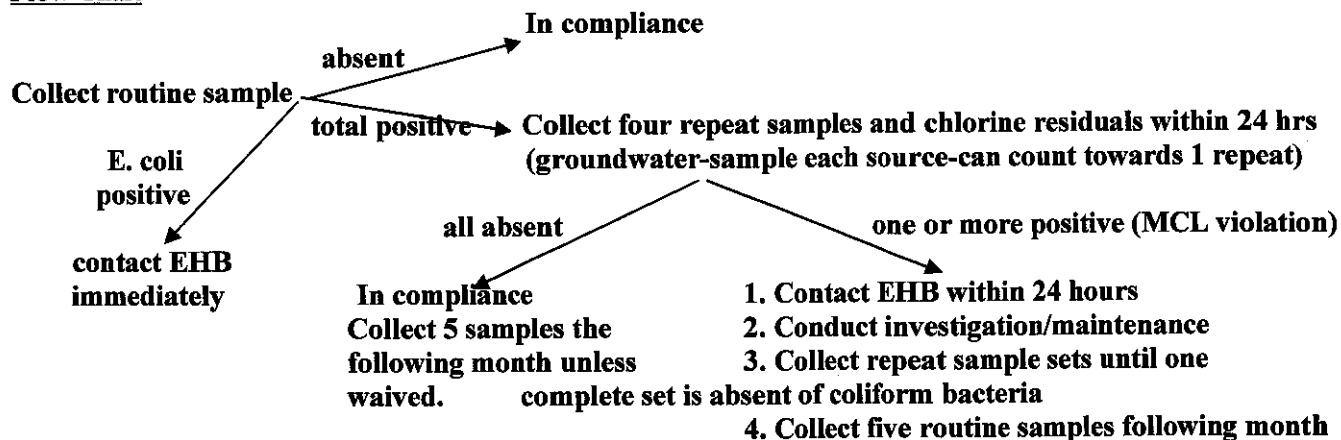 In compliance
absent
Collect routine sample
total positive
Collect four repeat samples and chlorine residuals within 24 hrs
(groundwater-sample each source-can count towards 1 repeat)
E. coli
positive
contact EHB
immediately
all absent
one or more positive (MCL violation)
In compliance
Collect 5 samples the
following month unless
waived.
1. Contact EHB within 24 hours
2. Conduct investigation/maintenance
3. Collect repeat sample sets until one
complete set is absent of coliform bacteria
4. Collect five routine samples following month